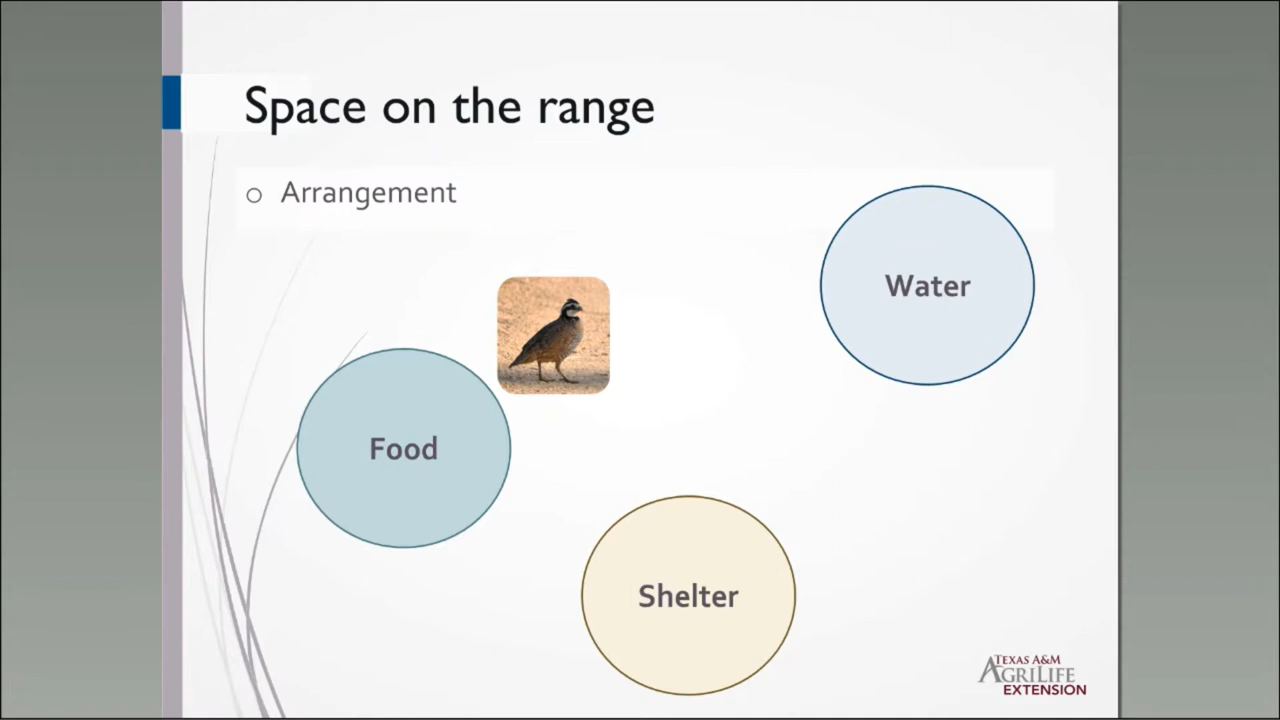 Space on the range
o Arrangement
Water
Food
Shelter
TEXAS A&M
AGRILIFE
EXTENSION